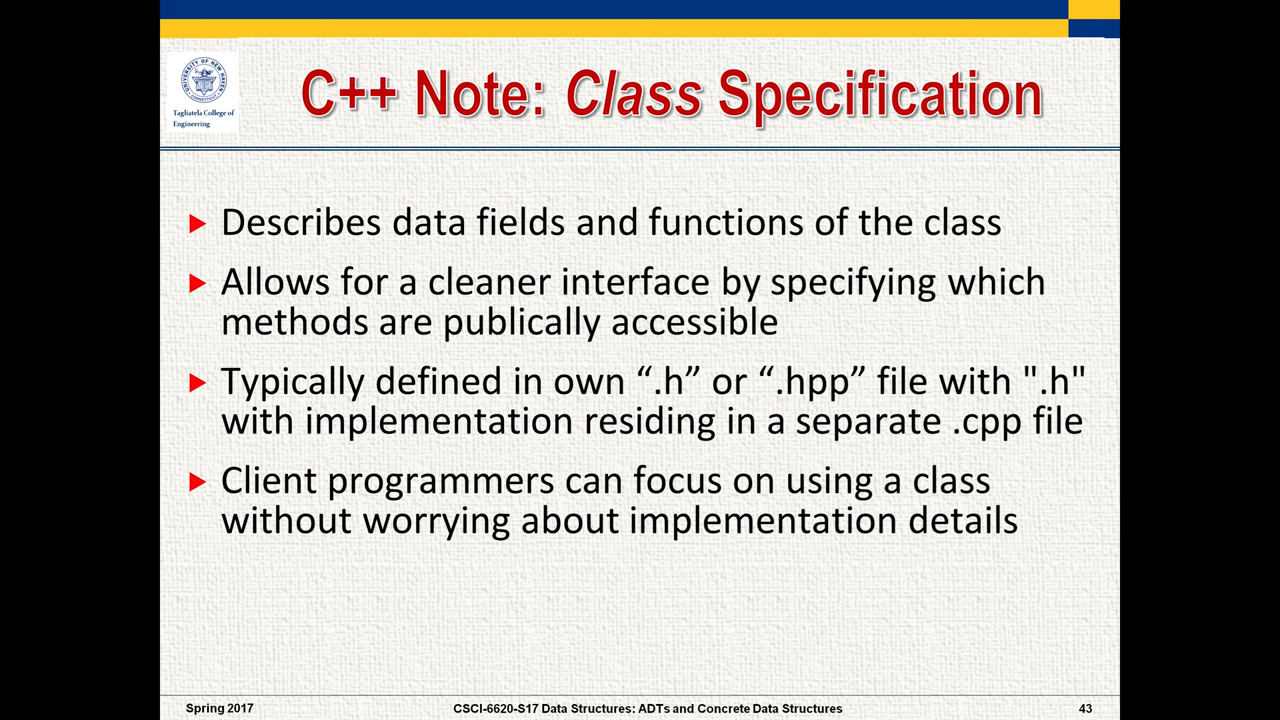 C++ Note: Class Specification
UNIVERSITY OF NEW HAVEN
Tagliatela College of
Engineering
Describes data fields and functions of the class
Allows for a cleaner interface by specifying which
methods are publically accessible
Typically defined in own “.h” or “.hpp” file with ".h"
with implementation residing in a separate .cpp file
Client programmers can focus on using a class
without worrying about implementation details
Spring 2017
CSCI-6620-S17 Data Structures: ADTs and Concrete Data Structures
43